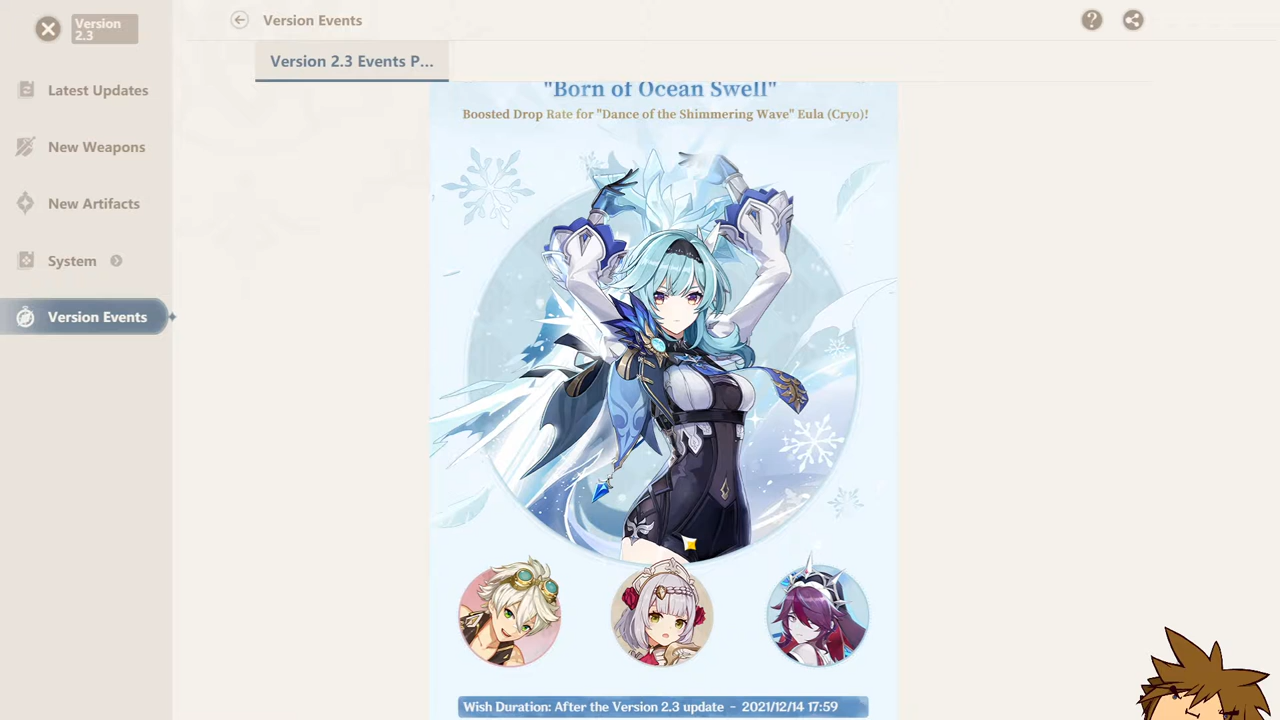 Version
2.3
Version Events
Version 2.3 Events P...
Latest Updates
New Weapons
New Artifacts
System
Version Events
"Born of Ocean Swell"
Boosted Drop Rate for "Dance of the Shimmering Wave" Eula (Cryo)!
Wish Duration: After the Version 2.3 update – 2021/12/14 17:59